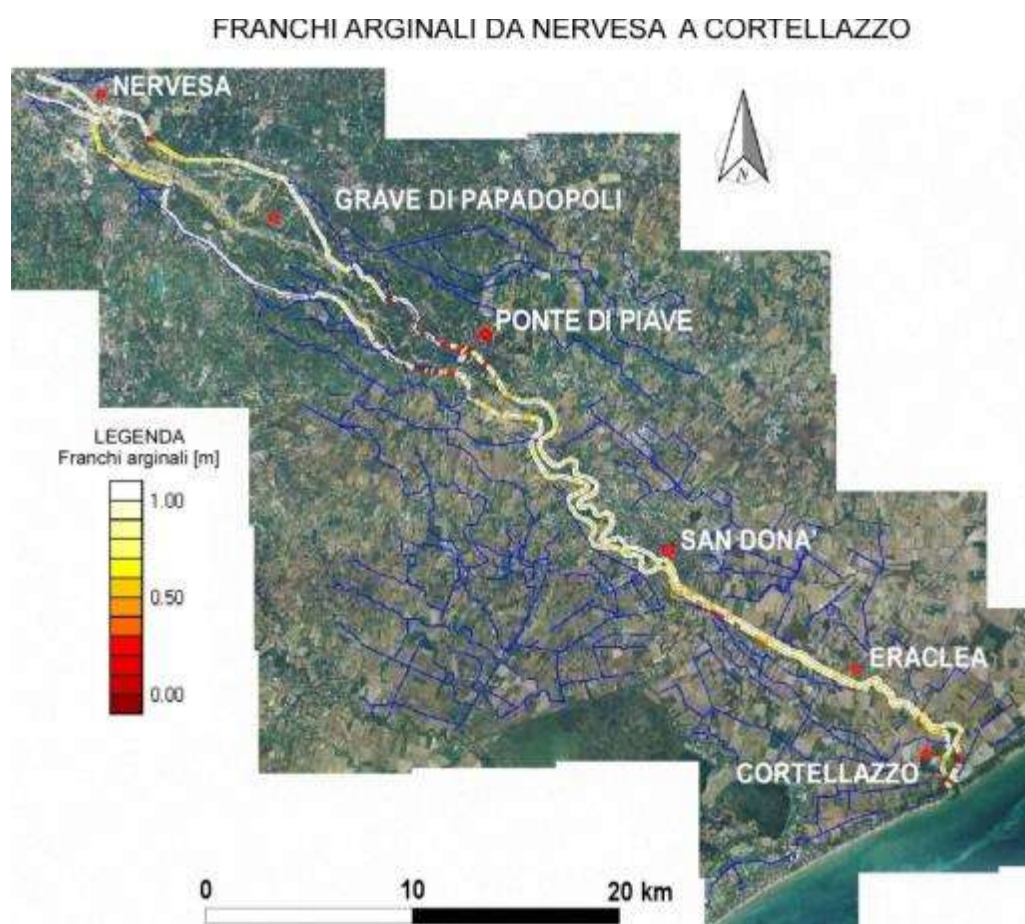 FRANCHI ARGINALI DA NERVESA A CORTELLAZZO
NERVESA
GRAVE DI PAPADOPOLI
N
PONTE DI PIAVE
LEGENDA
Franchi arginali [m]
1.00
0.50
0.00
SAN DONA'
ERACLEA
CORTELLAZZO
0 10 20 km